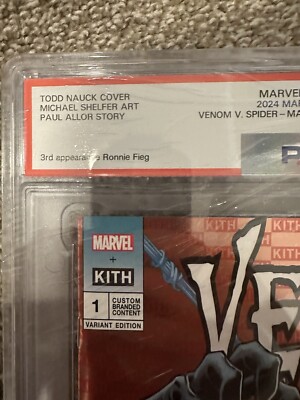 TODD NAUCK COVER
MICHAEL SHELFER ART
PAUL ALLOR STORY
3rd appearance Ronnie Fieg
MARVEL
2024 MAR
VENOM V. SPIDER-MA
P
MARVEL
+
KITH
1
CUSTOM
BRANDED
CONTENT
VARIANT EDITION
KITH
KITH
KITH
VE